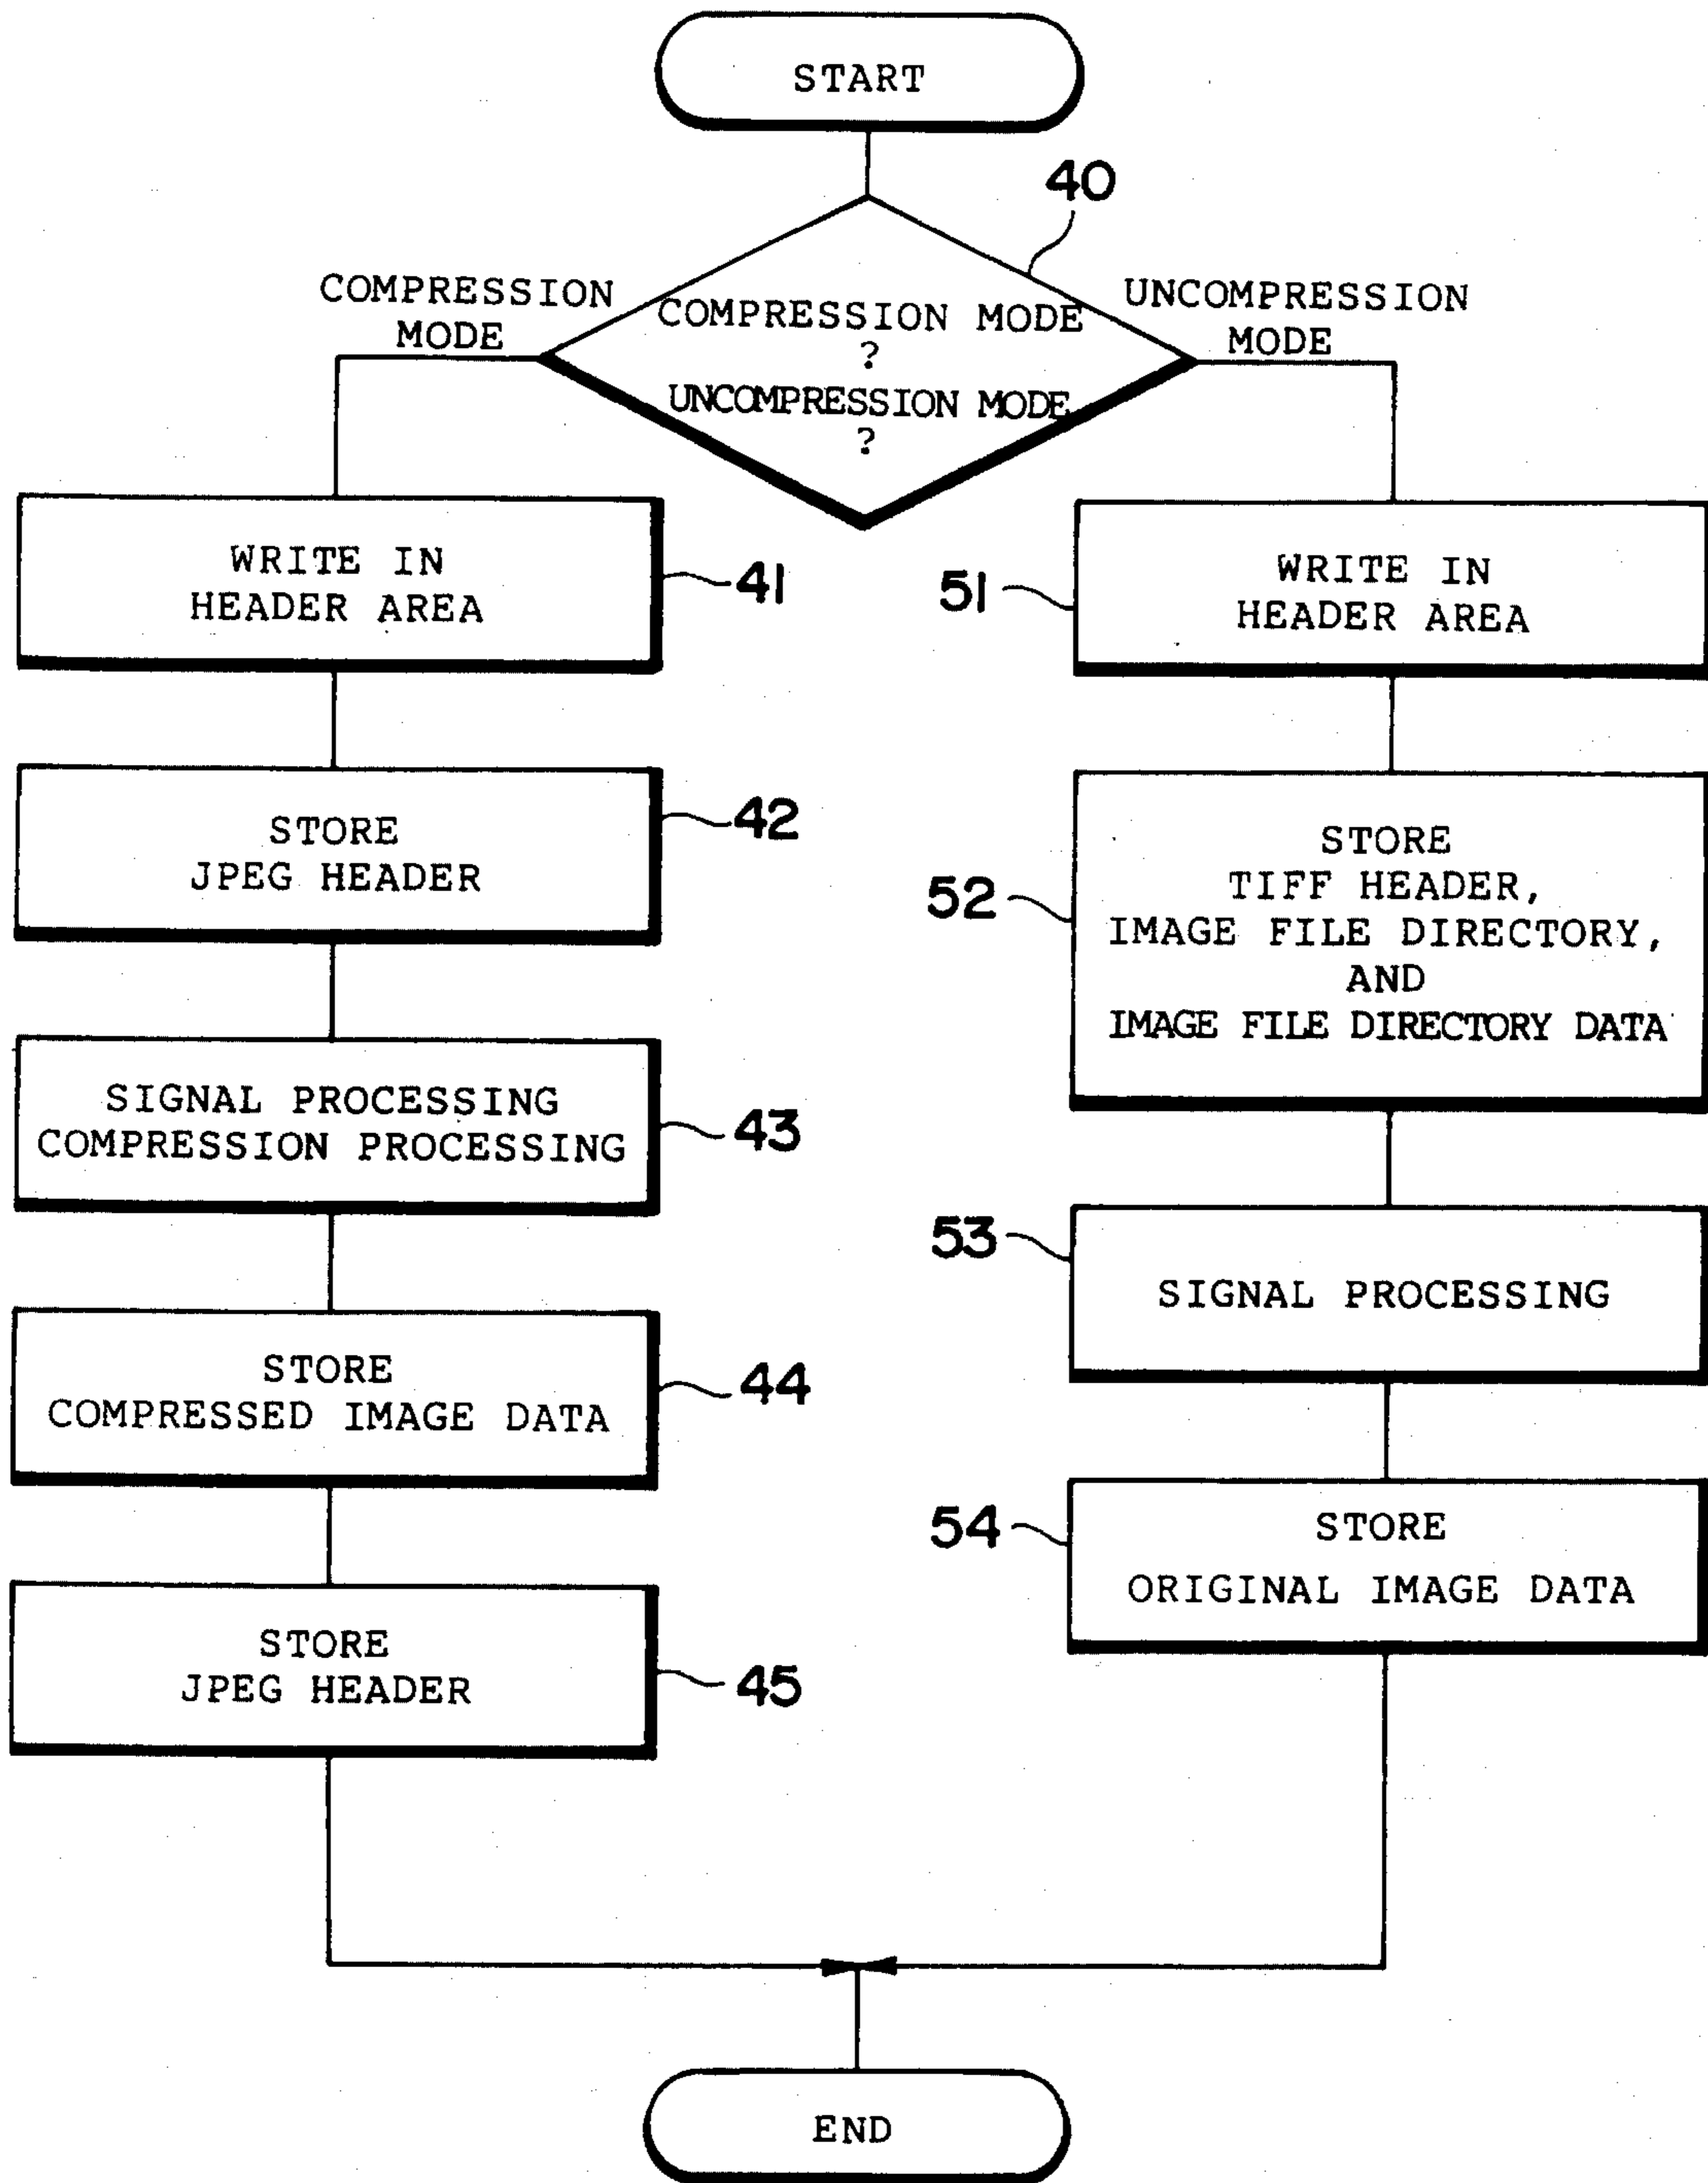 START
40
COMPRESSION
MODE
COMPRESSION MODE
?
UNCOMPRESSION MODE
?
UNCOMPRESSION
MODE
WRITE IN
HEADER AREA
41
STORE
JPEG HEADER
42
SIGNAL PROCESSING
COMPRESSION PROCESSING
43
STORE
COMPRESSED IMAGE DATA
44
STORE
JPEG HEADER
45
51
WRITE IN
HEADER AREA
52
STORE
TIFF HEADER,
IMAGE FILE DIRECTORY,
AND
IMAGE FILE DIRECTORY DATA
53
SIGNAL PROCESSING
54
STORE
ORIGINAL IMAGE DATA
END